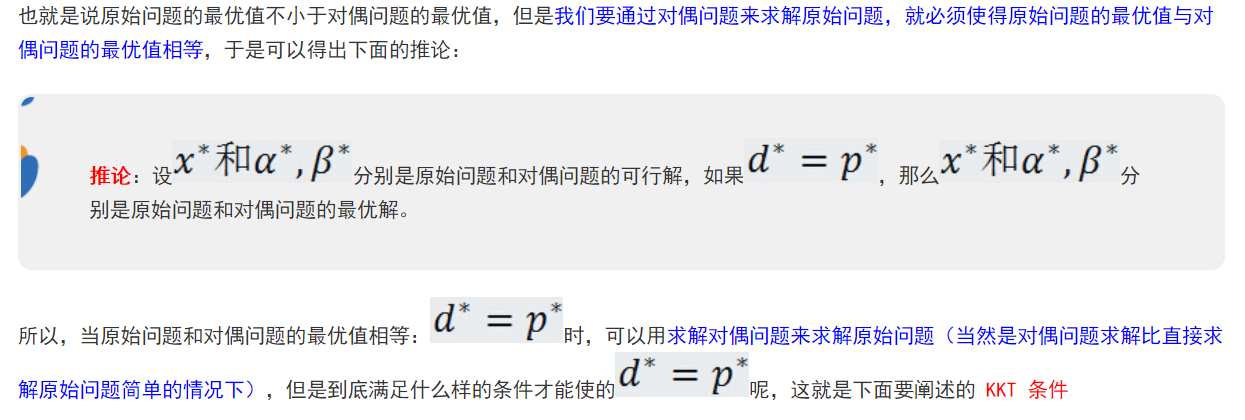 也就是说原始问题的最优值不小于对偶问题的最优值，但是我们要通过对偶问题来求解原始问题，就必须使得原始问题的最优值与对
偶问题的最优值相等，于是可以得出下面的推论：
推论：设x*和α*,β*分别是原始问题和对偶问题的可行解，如果d* = p*，那么x*和α*,β*分
别是原始问题和对偶问题的最优解。
所以，当原始问题和对偶问题的最优值相等：d* = p*时，可以用求解对偶问题来求解原始问题（当然是对偶问题求解比直接求
解原始问题简单的情况下），但是到底满足什么样的条件才能使的d* = p*呢，这就是下面要阐述的 KKT 条件